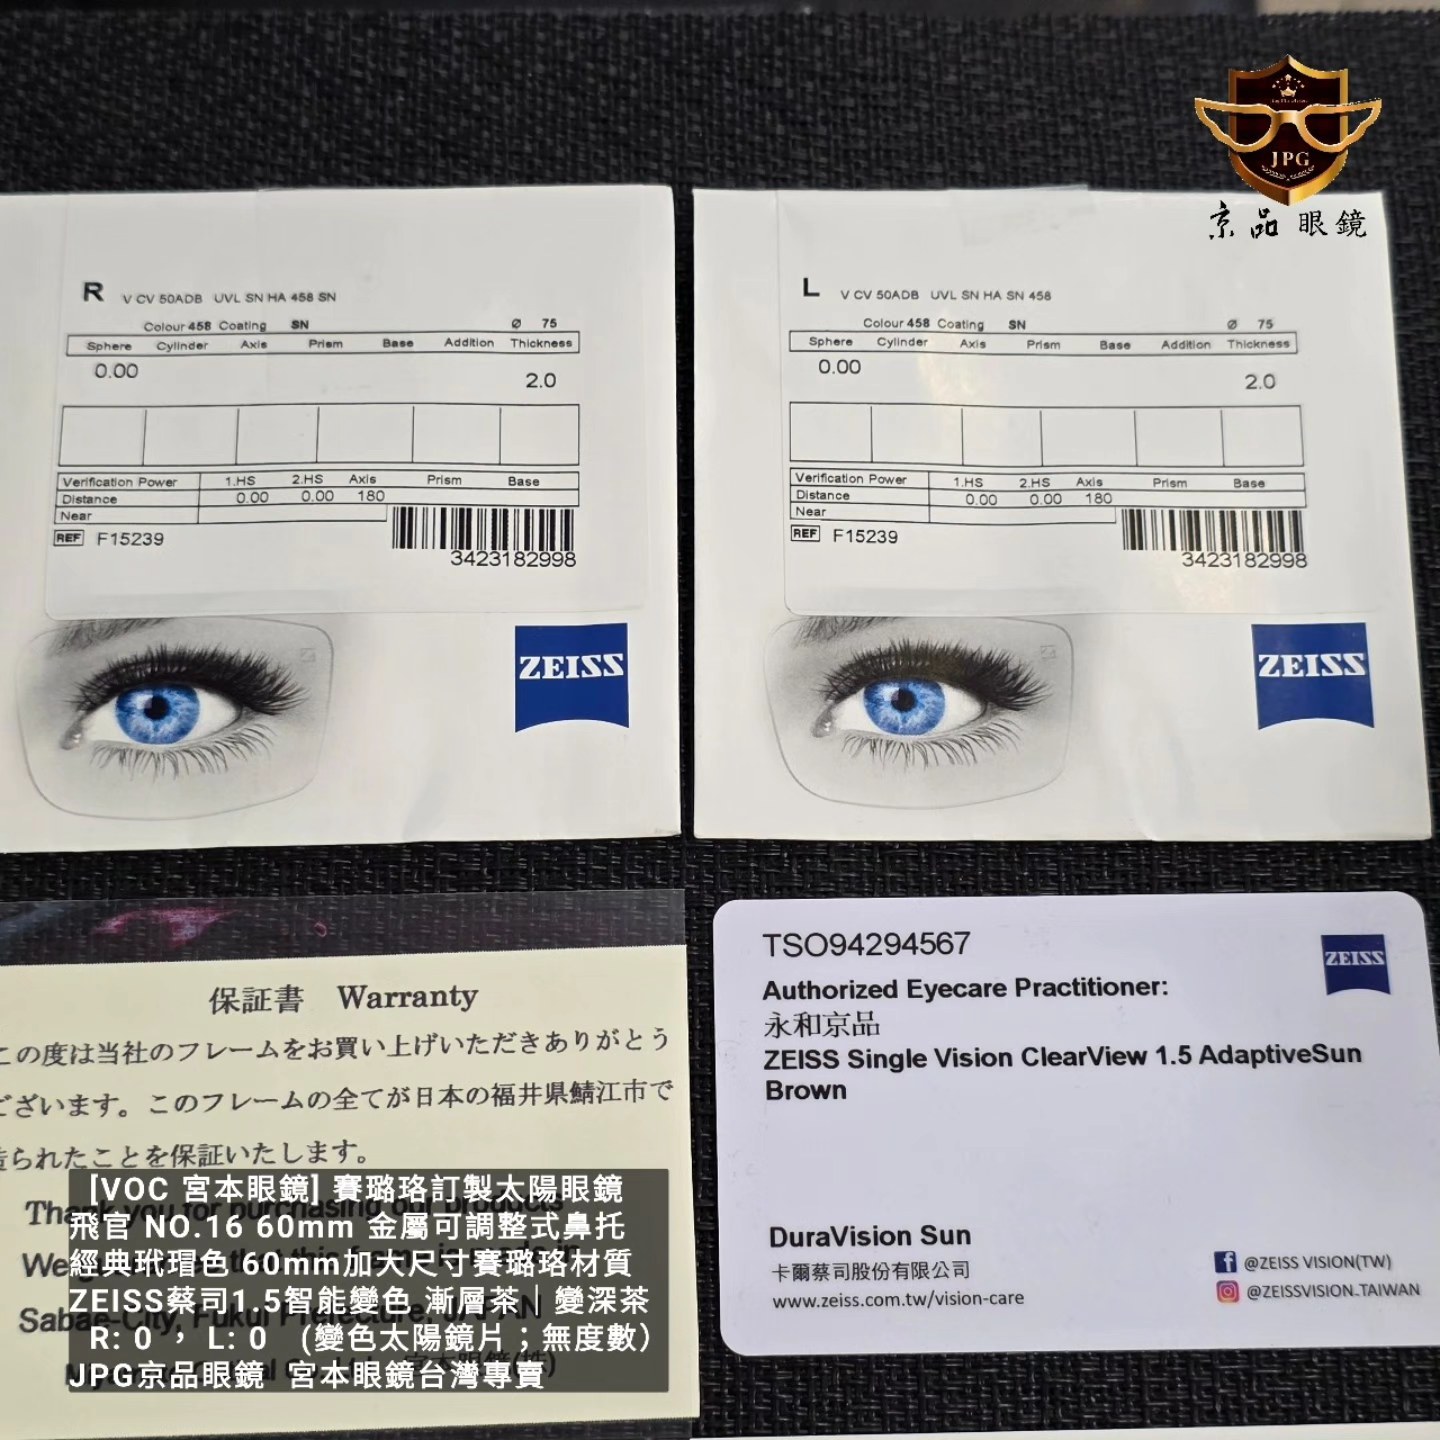 JPG
京品眼鏡
R V CV 50ADB UVL SN HA 458 SN
Colour 458 Coating SN Ø 75
Sphere Cylinder Axis Prism Base Addition Thickness
0.00
2.0
Verification Power 1.HS 2.HS Axis Prism Base
Distance 0.00 0.00 180
Near
REF F15239
3423182998
ZEISS
L V CV 50ADB UVL SN HA SN 458
Colour 458 Coating SN Ø 75
Sphere Cylinder Axis Prism Base Addition Thickness
0.00
2.0
Verification Power 1.HS 2.HS Axis Prism Base
Distance 0.00 0.00 180
Near
REF F15239
3423182998
ZEISS
保証書 Warranty
この度は当社のフレームをお買い上げいただきありがとう
ございます。このフレームの全てが日本の福井県鯖江市で
造られたことを保証いたします。
Thank you for purchasing our products
[VOC 宮本眼鏡] 賽璐珞訂製太陽眼鏡
飛官 NO.16 60mm 金屬可調整式鼻托
經典玳瑁色 60mm加大尺寸賽璐珞材質
Sabae-City, Fukui Prefecture, JAPAN
ZEISS蔡司1.5智能變色 漸層茶｜變深茶
R: 0 ， L: 0 (變色太陽鏡片；無度數)
JPG京品眼鏡 宮本眼鏡台灣專賣
TSO94294567
ZEISS
Authorized Eyecare Practitioner:
永和京品
ZEISS Single Vision ClearView 1.5 AdaptiveSun
Brown
DuraVision Sun
卡爾蔡司股份有限公司
www.zeiss.com.tw/vision-care
@ZEISS VISION(TW)
@ZEISSVISION.TAIWAN